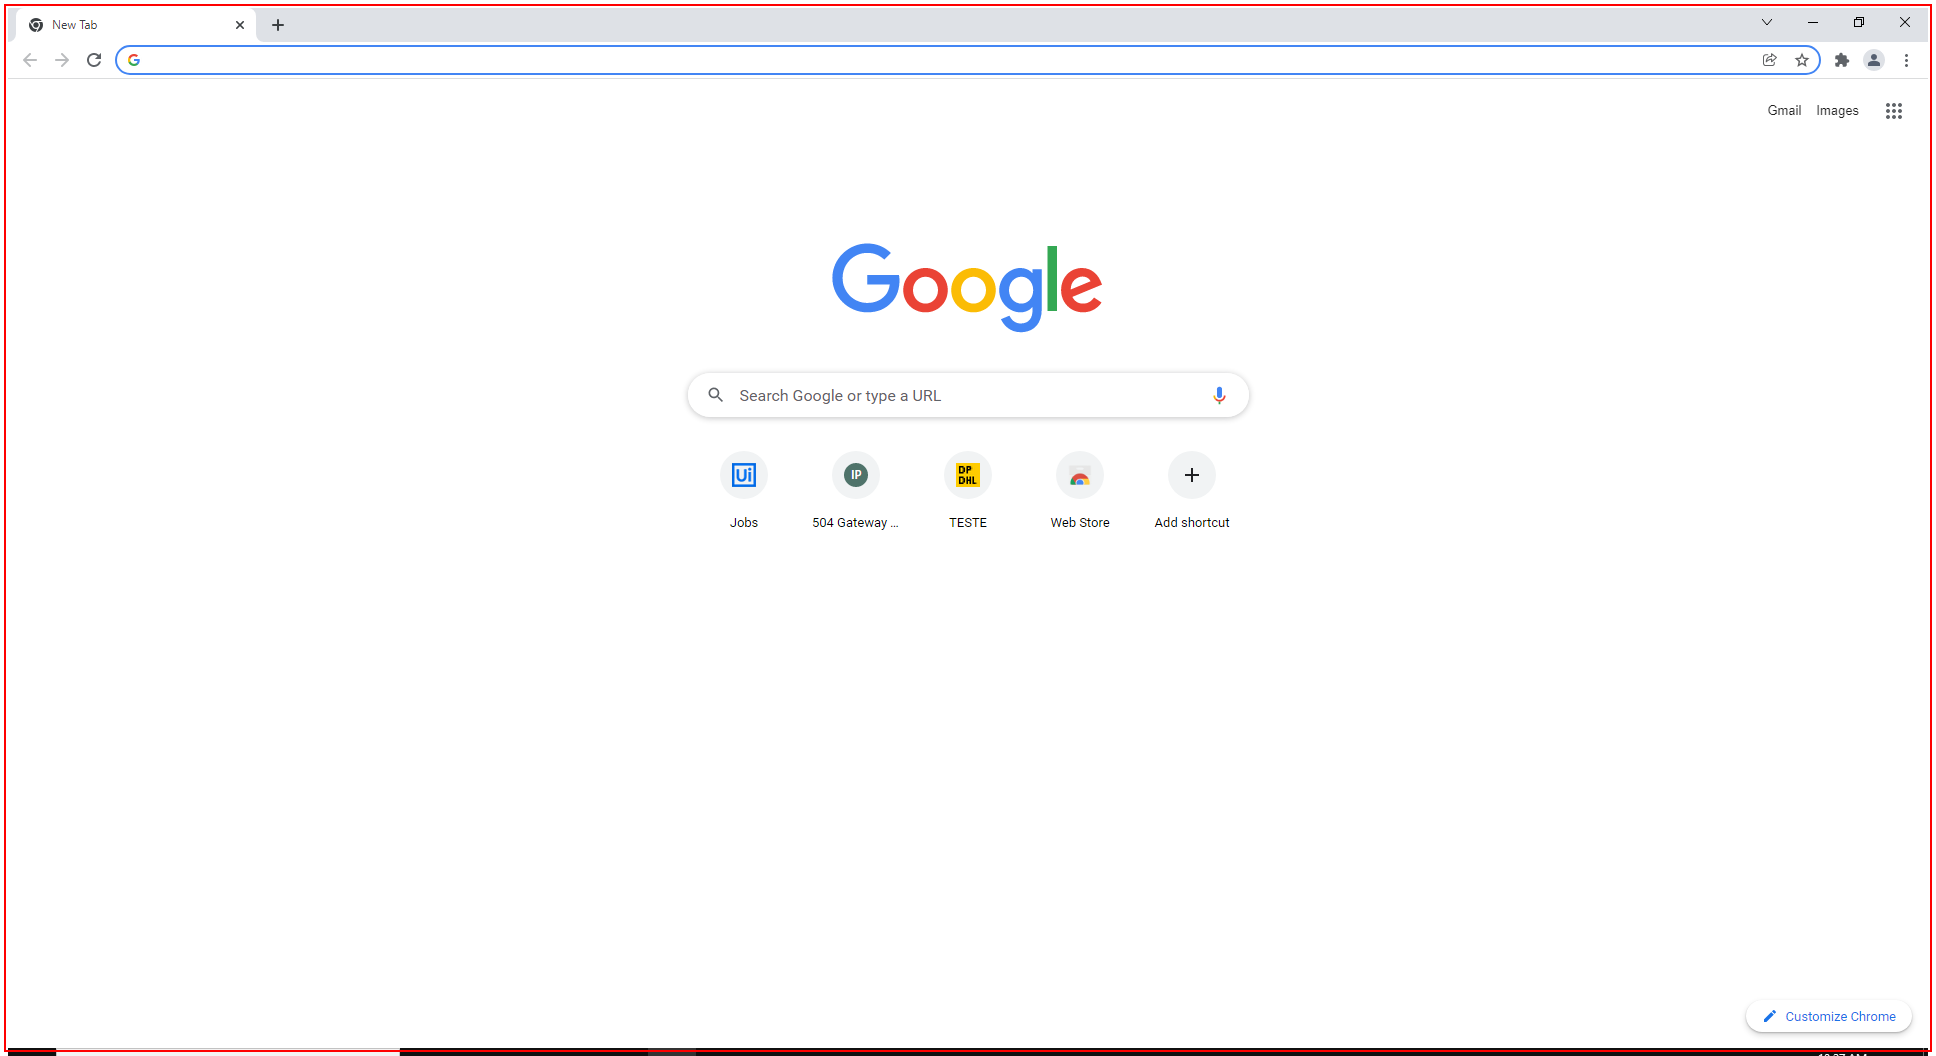 New Tab
Gmail Images
Google
Search Google or type a URL
Ui IP DP DHL
Jobs 504 Gateway ... TESTE Web Store Add shortcut
Customize Chrome